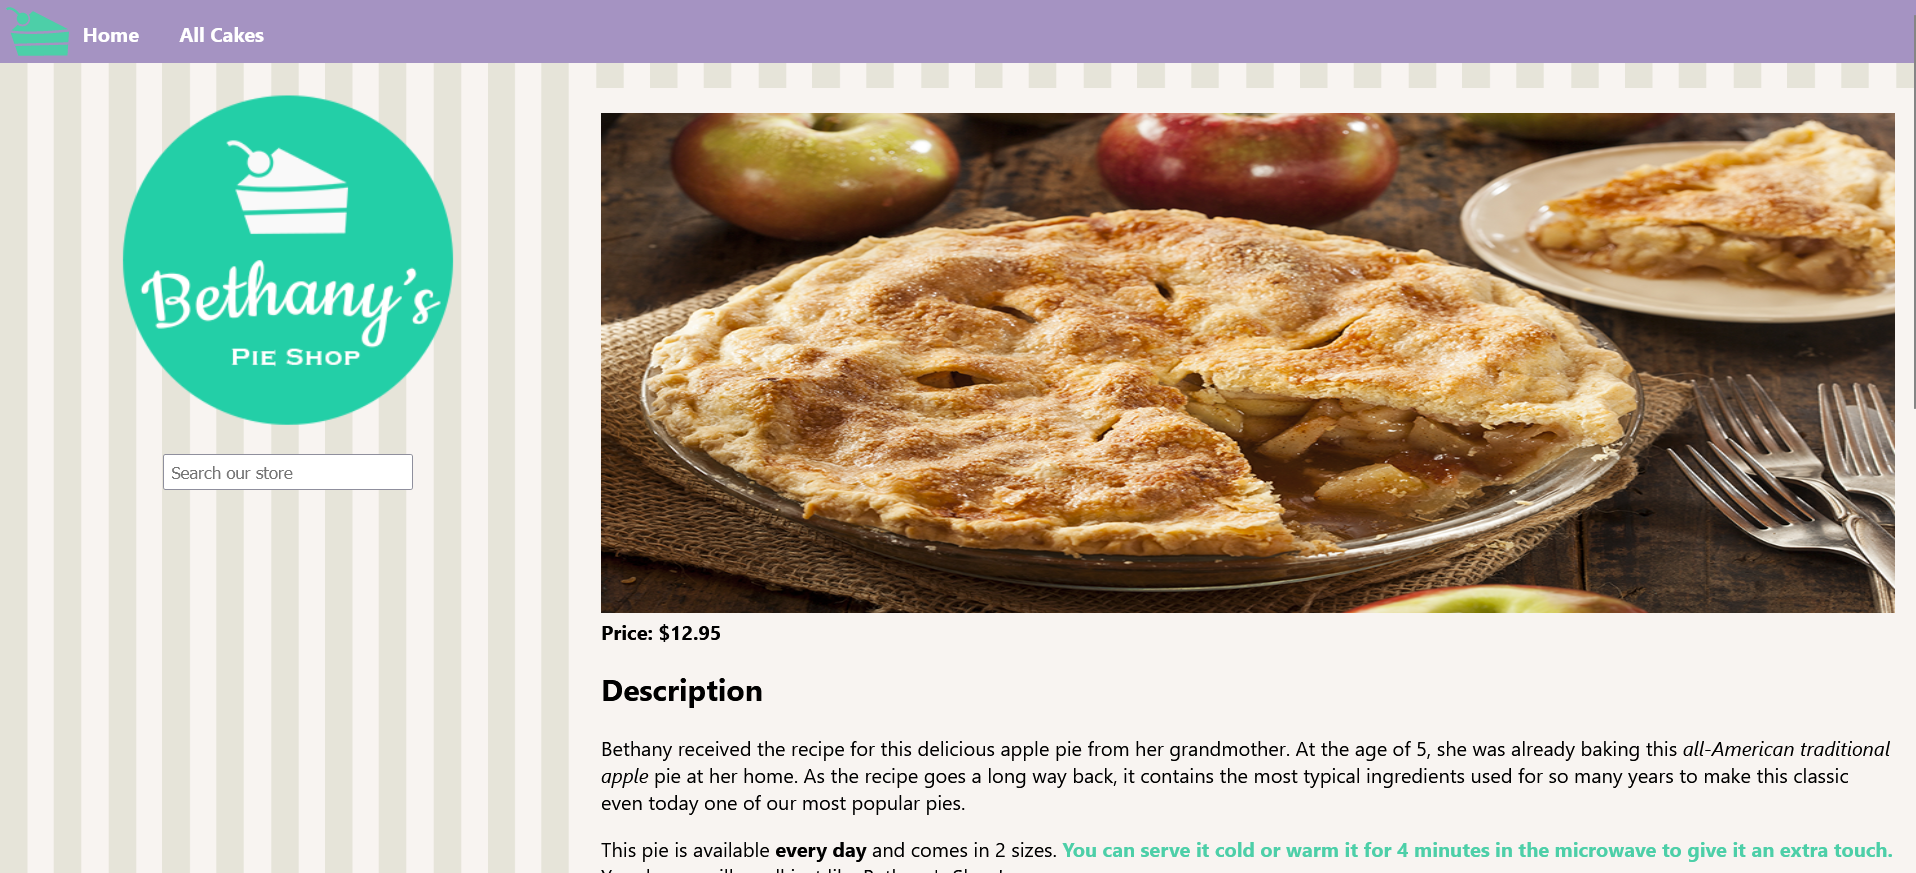 Home All Cakes
Bethany's
Pie Shop
Search our store
Price: $12.95
Description
Bethany received the recipe for this delicious apple pie from her grandmother. At the age of 5, she was already baking this all-American traditional
apple pie at her home. As the recipe goes a long way back, it contains the most typical ingredients used for so many years to make this classic
even today one of our most popular pies.
This pie is available every day and comes in 2 sizes. You can serve it cold or warm it for 4 minutes in the microwave to give it an extra touch.